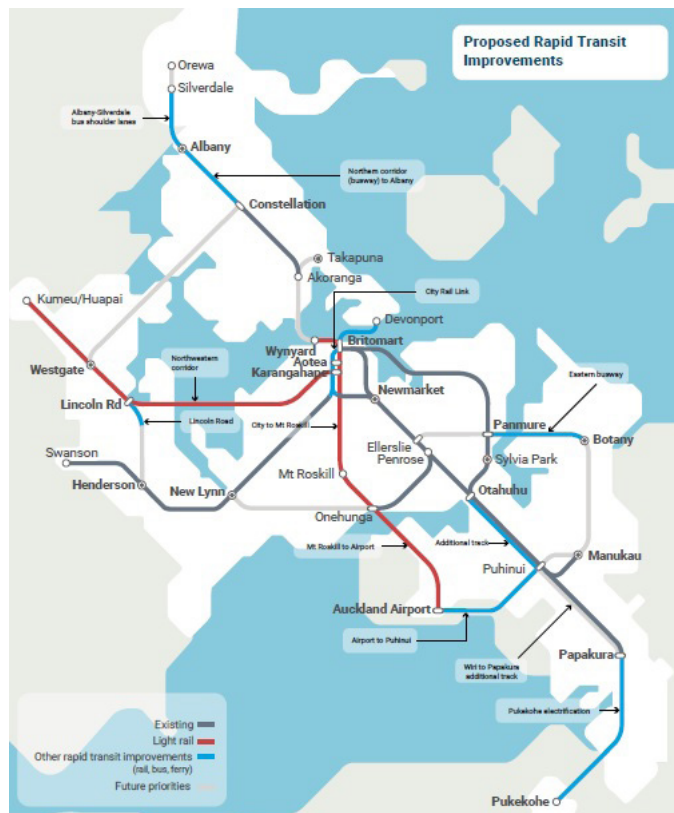 Proposed Rapid Transit
Improvements
Orewa
Silverdale
Albany-Silverdale
bus shoulder lanes
Albany
Northern corridor
(busway) to Albany
Constellation
Takapuna
Akoranga
City Rail Link
Kumeu/Huapai
Devonport
Wynyard
Britomart
Aotea
Karangahape
Westgate
Northwestern
corridor
Newmarket
Eastern busway
Lincoln Rd
Lincoln Road
City to Mt Roskill
Panmure
Botany
Ellerslie
Penrose
Sylvia Park
Swanson
Henderson
New Lynn
Mt Roskill
Otahuhu
Onehunga
Mt Roskill to Airport
Additional track
Puhinui
Manukau
Auckland Airport
Airport to Puhinui
Papakura
Wiri to Papakura
additional track
Pukekohe electrification
Existing
Light rail
Other rapid transit improvements
(rail, bus, ferry)
Future priorities
Pukekohe